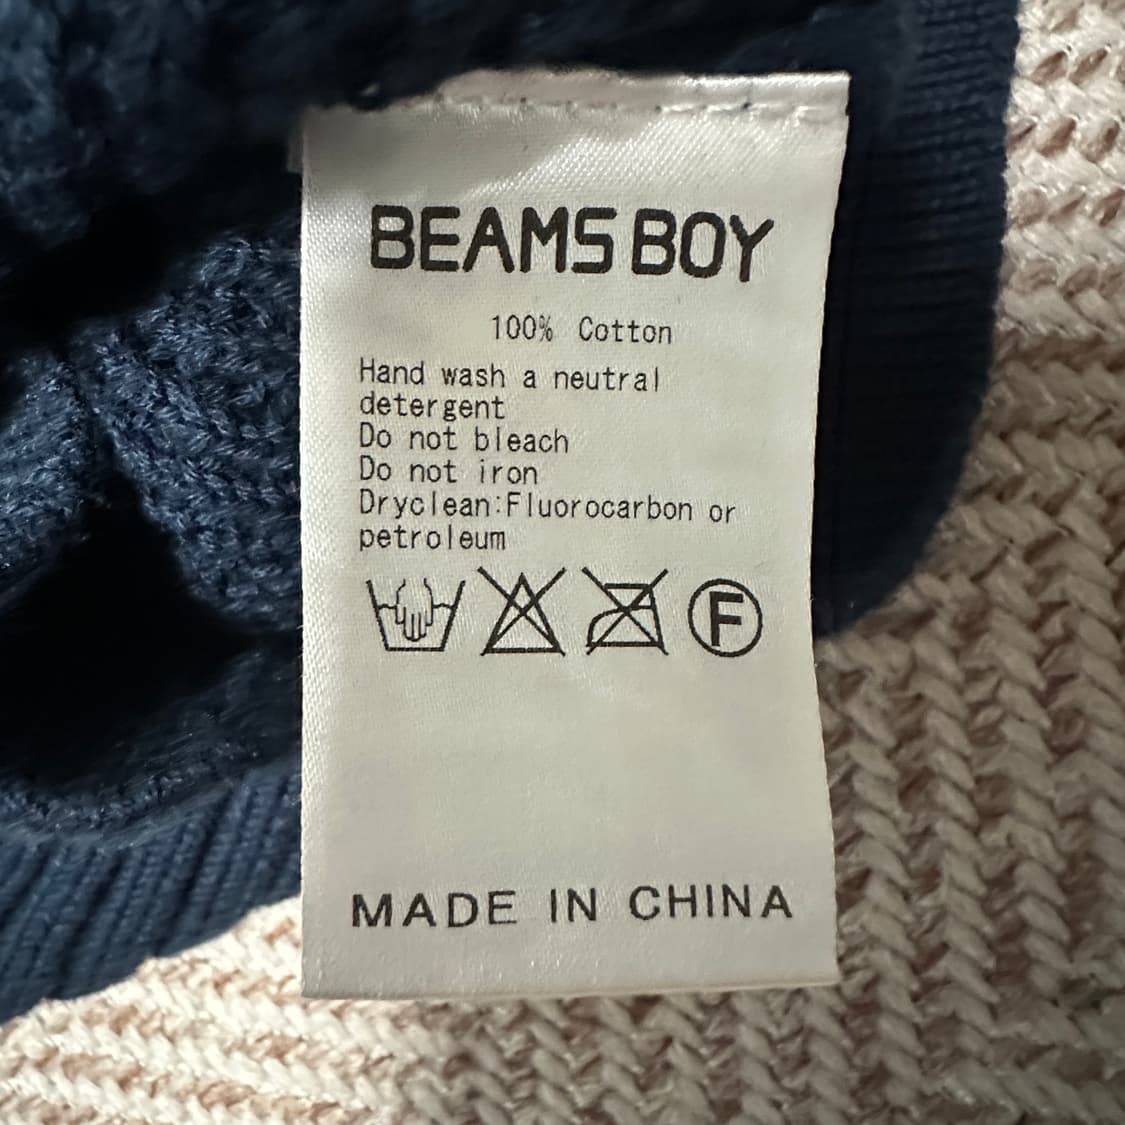 BEAMS BOY
100% Cotton
Hand wash a neutral
detergent
Do not bleach
Do not iron
Dryclean:Fluorocarbon or
petroleum
F
MADE IN CHINA